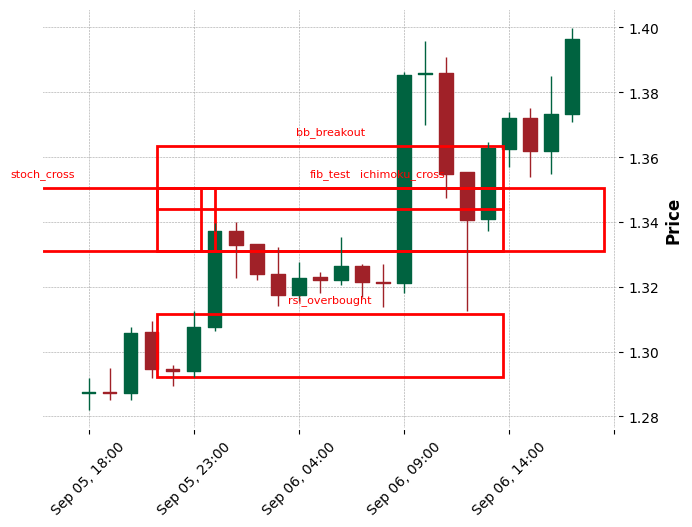 1.40
1.38
bb_breakout
1.36
stoch_cross
fib_test
ichimoku_cross
1.34
Price
1.32
rsi_overbought
1.30
1.28
Sep 05, 18:00
Sep 05, 23:00
Sep 06, 04:00
Sep 06, 09:00
Sep 06, 14:00